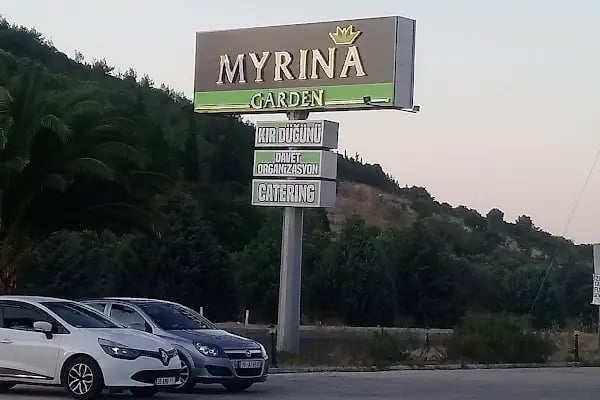 MYRINA
GARDEN
KIR DÜĞÜNÜ
DAVET
ORGANİZASYON
CATERING